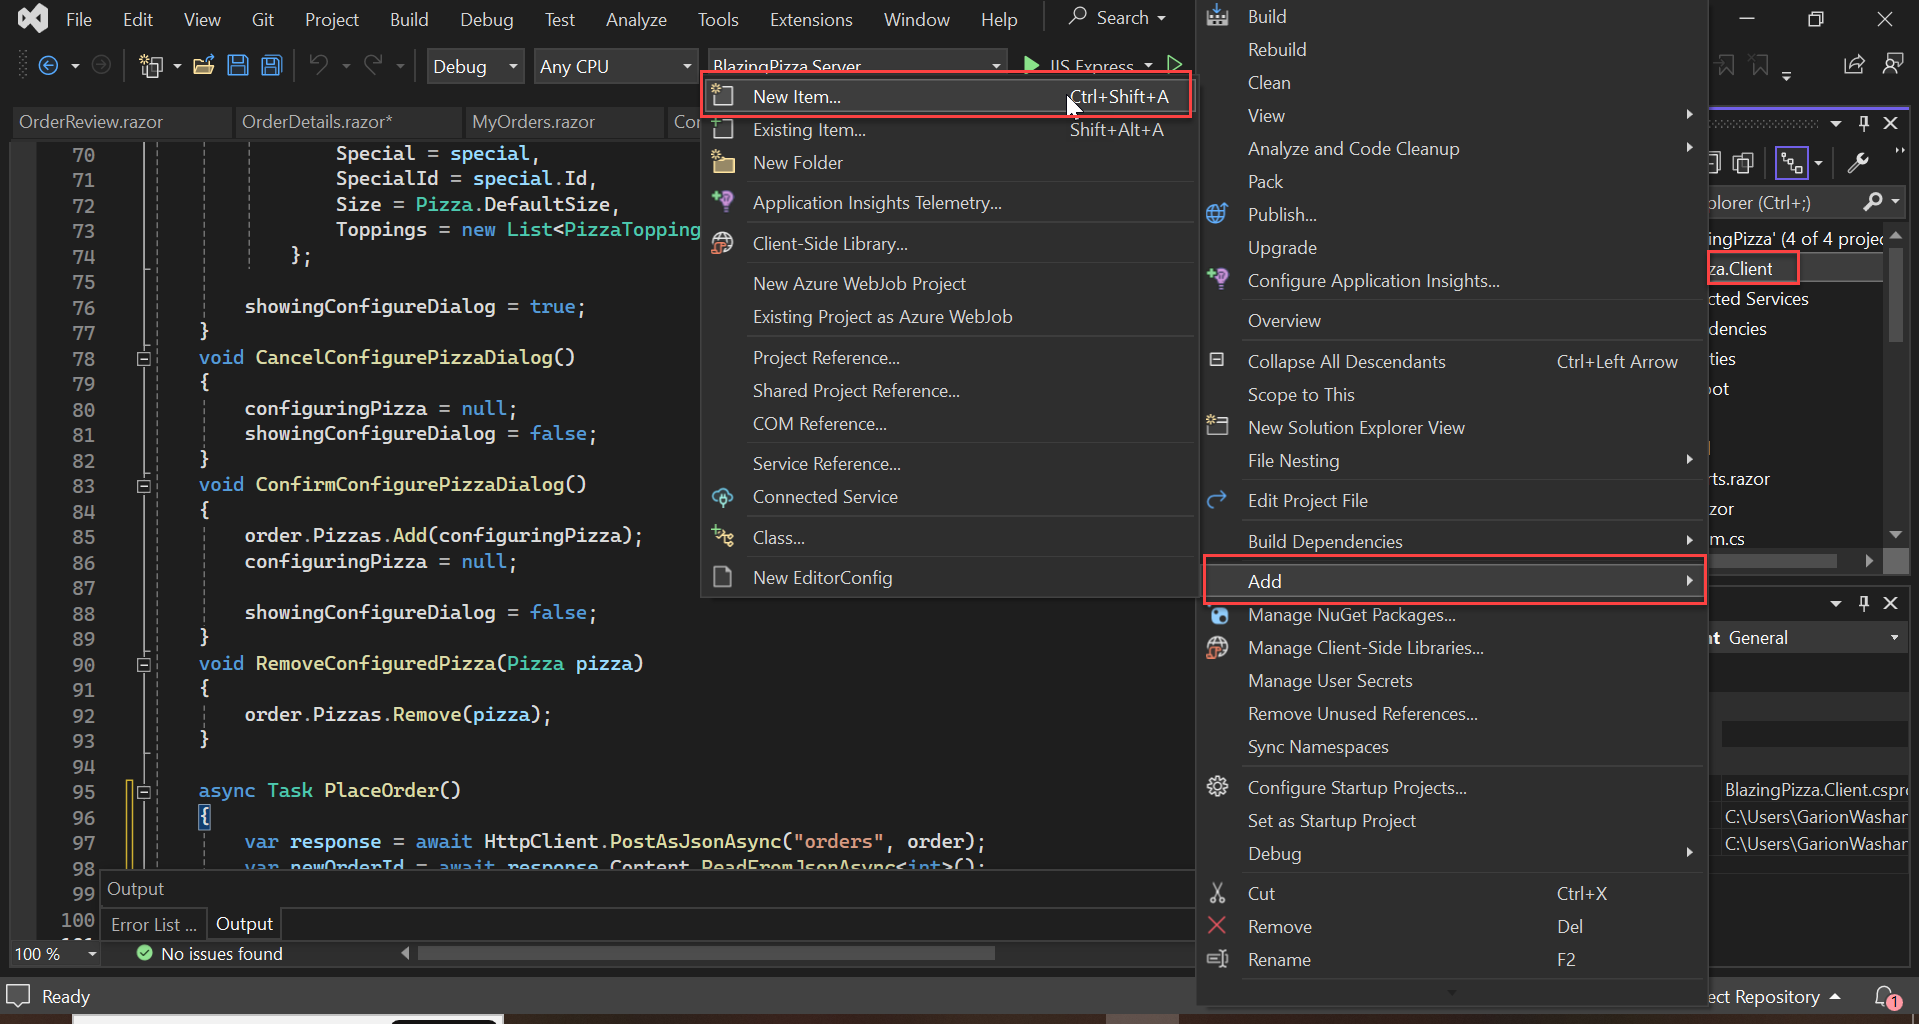 File Edit View Git Project Build Debug Test Analyze Tools Extensions Window Help Search
Debug Any CPU BlazingPizza.Server IIS Express
OrderReview.razor OrderDetails.razor* MyOrders.razor Cor
70 Special = special,
71 SpecialId = special.Id,
72 Size = Pizza.DefaultSize,
73 Toppings = new List<PizzaTopping
74 };
75
76 showingConfigureDialog = true;
77 }
78 void CancelConfigurePizzaDialog()
79 {
80 configuringPizza = null;
81 showingConfigureDialog = false;
82 }
83 void ConfirmConfigurePizzaDialog()
84 {
85 order.Pizzas.Add(configuringPizza);
86 configuringPizza = null;
87
88 showingConfigureDialog = false;
89 }
90 void RemoveConfiguredPizza(Pizza pizza)
91 {
92 order.Pizzas.Remove(pizza);
93 }
94
95 async Task PlaceOrder()
96 {
97 var response = await HttpClient.PostAsJsonAsync("orders", order);
98 var newOrderId = await response.Content.ReadFromJsonAsync<int>();
99
100
Output
Error List ... Output
100 % No issues found
Ready
New Item... Ctrl+Shift+A
Existing Item... Shift+Alt+A
New Folder
Application Insights Telemetry...
Client-Side Library...
New Azure WebJob Project
Existing Project as Azure WebJob
Project Reference...
Shared Project Reference...
COM Reference...
Service Reference...
Connected Service
Class...
New EditorConfig
Build
Rebuild
Clean
View
Analyze and Code Cleanup
Pack
Publish...
Upgrade
Configure Application Insights...
Overview
Collapse All Descendants Ctrl+Left Arrow
Scope to This
New Solution Explorer View
File Nesting
Edit Project File
Build Dependencies
Add
Manage NuGet Packages...
Manage Client-Side Libraries...
Manage User Secrets
Remove Unused References...
Sync Namespaces
Configure Startup Projects...
Set as Startup Project
Debug
Cut Ctrl+X
Remove Del
Rename F2
plorer (Ctrl+;)
ingPizza' (4 of 4 projec
za.Client
cted Services
dencies
ties
ot
rts.razor
zor
m.cs
nt General
BlazingPizza.Client.cspro
C:\Users\GarionWashar
C:\Users\GarionWashar
ect Repository 1